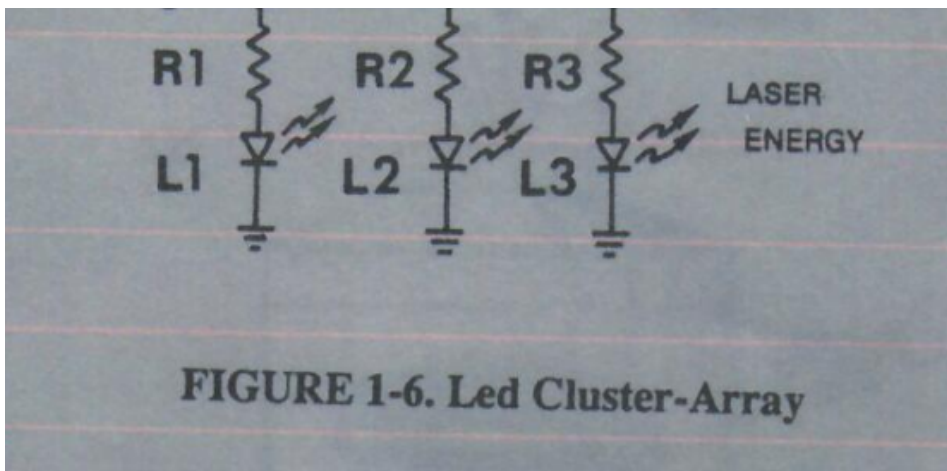 R1 R2 R3
LASER
ENERGY
L1 L2 L3
FIGURE 1-6. Led Cluster-Array